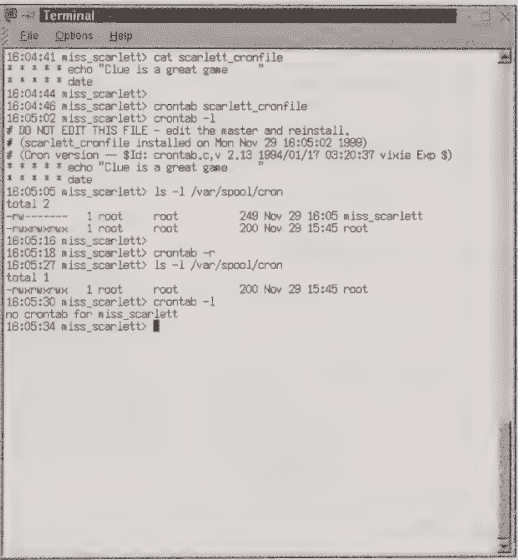 Terminal
File Options Help
16:04:41 miss_scarlett> cat scarlett_cronfile
* * * * * echo "Clue is a great game "
* * * * * date
16:04:44 miss_scarlett>
16:04:46 miss_scarlett> crontab scarlett_cronfile
16:05:02 miss_scarlett> crontab -l
# DO NOT EDIT THIS FILE - edit the master and reinstall.
# (scarlett_cronfile installed on Mon Nov 29 16:05:02 1999)
# (Cron version -- $Id: crontab.c,v 2.13 1994/01/17 03:20:37 vixie Exp $)
* * * * * echo "Clue is a great game "
* * * * * date
16:05:05 miss_scarlett> ls -l /var/spool/cron
total 2
-rw------- 1 root root 249 Nov 29 16:05 miss_scarlett
-rwxrwxrwx 1 root root 200 Nov 29 15:45 root
16:05:16 miss_scarlett>
16:05:18 miss_scarlett> crontab -r
16:05:27 miss_scarlett> ls -l /var/spool/cron
total 1
-rwxrwxrwx 1 root root 200 Nov 29 15:45 root
16:05:30 miss_scarlett> crontab -l
no crontab for miss_scarlett
16:05:34 miss_scarlett>